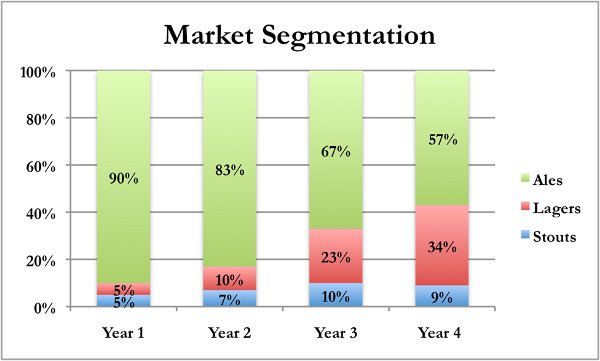 Market Segmentation
100%
80%
60%
40%
20%
0%
90%
5%
5%
83%
10%
7%
67%
23%
10%
57%
34%
9%
Year 1
Year 2
Year 3
Year 4
Ales
Lagers
Stouts